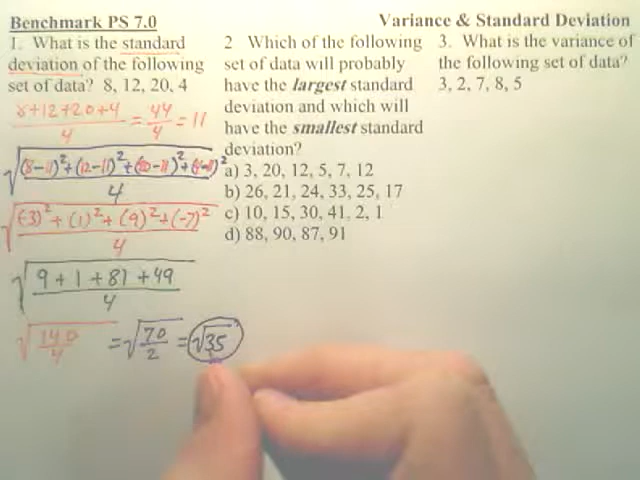 Benchmark PS 7.0
Variance & Standard Deviation
1. What is the standard
deviation of the following
set of data? 8, 12, 20, 4
8+12+20+4/4 = 44/4 = 11
√((8-11)²+(12-11)²+(20-11)²+(4-11)²/4)
√((-3)²+(1)²+(9)²+(-7)²/4)
√(9+1+81+49/4)
√(140/4) = √(70/2) = √35
2 Which of the following
set of data will probably
have the largest standard
deviation and which will
have the smallest standard
deviation?
a) 3, 20, 12, 5, 7, 12
b) 26, 21, 24, 33, 25, 17
c) 10, 15, 30, 41, 2, 1
d) 88, 90, 87, 91
3. What is the variance of
the following set of data?
3, 2, 7, 8, 5